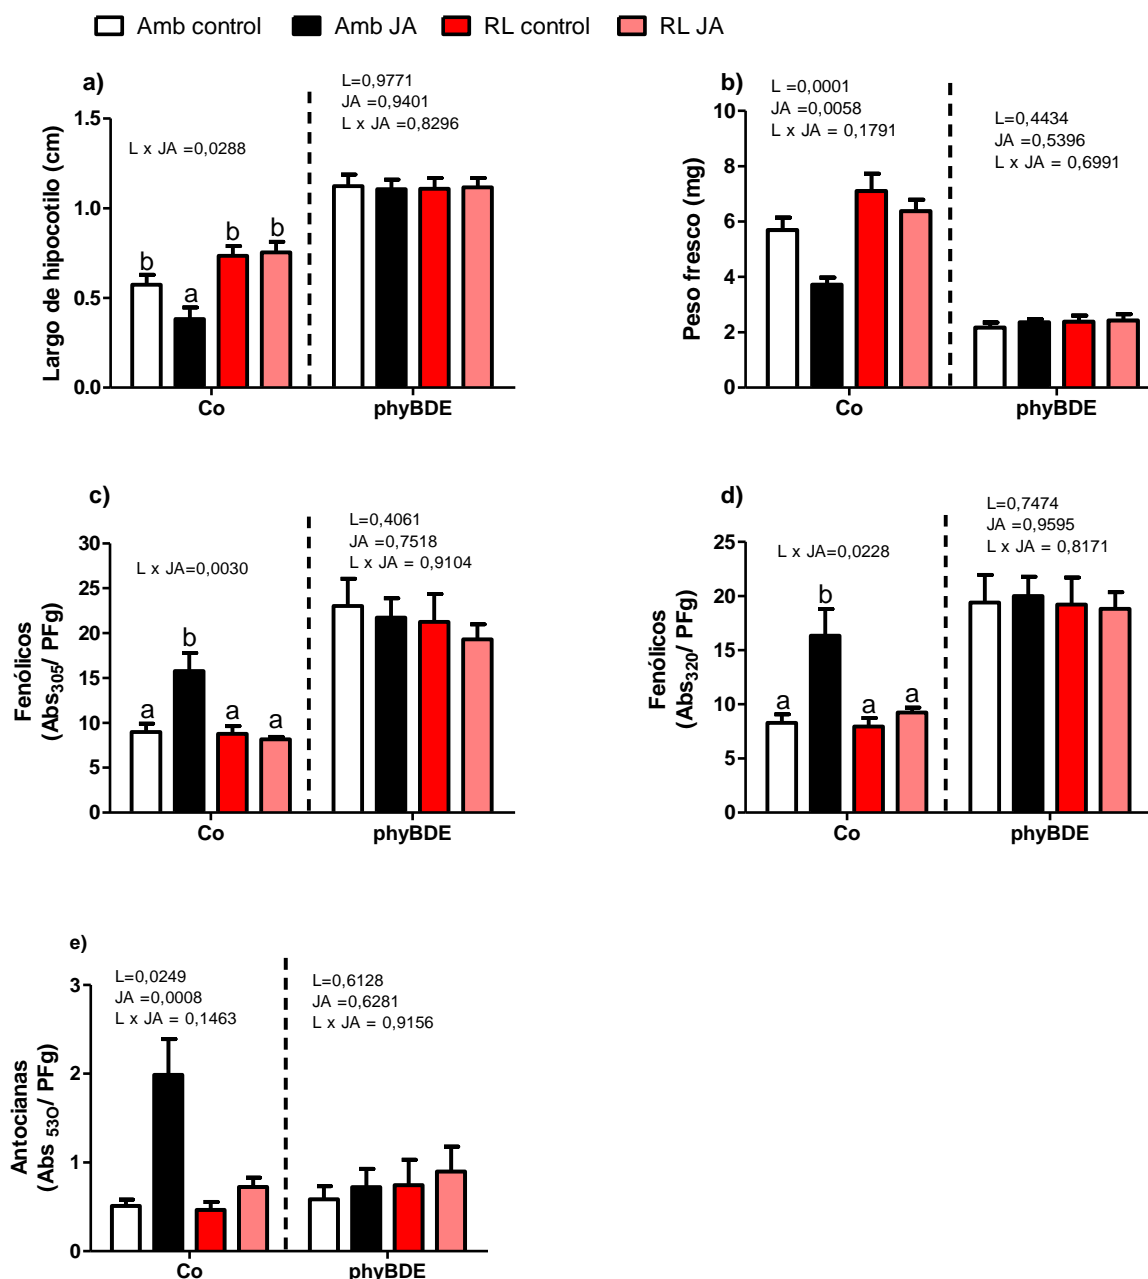 Amb control Amb JA RL control RL JA
a)
L=0,9771
JA =0,9401
L x JA =0,8296
L x JA =0,0288
Largo de hipocotilo (cm)
1.5
1.0
0.5
0.0
b
a
b
b
Co
phyBDE
b)
L =0,0001
JA =0,0058
L x JA = 0,1791
L=0,4434
JA =0,5396
L x JA = 0,6991
Peso fresco (mg)
10
8
6
4
2
0
Co
phyBDE
c)
L=0,4061
JA =0,7518
L x JA = 0,9104
L x JA=0,0030
Fenólicos
(Abs305/ PFg)
30
25
20
15
10
5
0
a
b
a
a
Co
phyBDE
d)
L=0,7474
JA =0,9595
L x JA = 0,8171
L x JA=0,0228
Fenólicos
(Abs320/ PFg)
25
20
15
10
5
0
a
b
a
a
Co
phyBDE
e)
L=0,0249
JA =0,0008
L x JA = 0,1463
L=0,6128
JA =0,6281
L x JA = 0,9156
Antocianas
(Abs 53O/ PFg)
3
2
1
0
Co
phyBDE